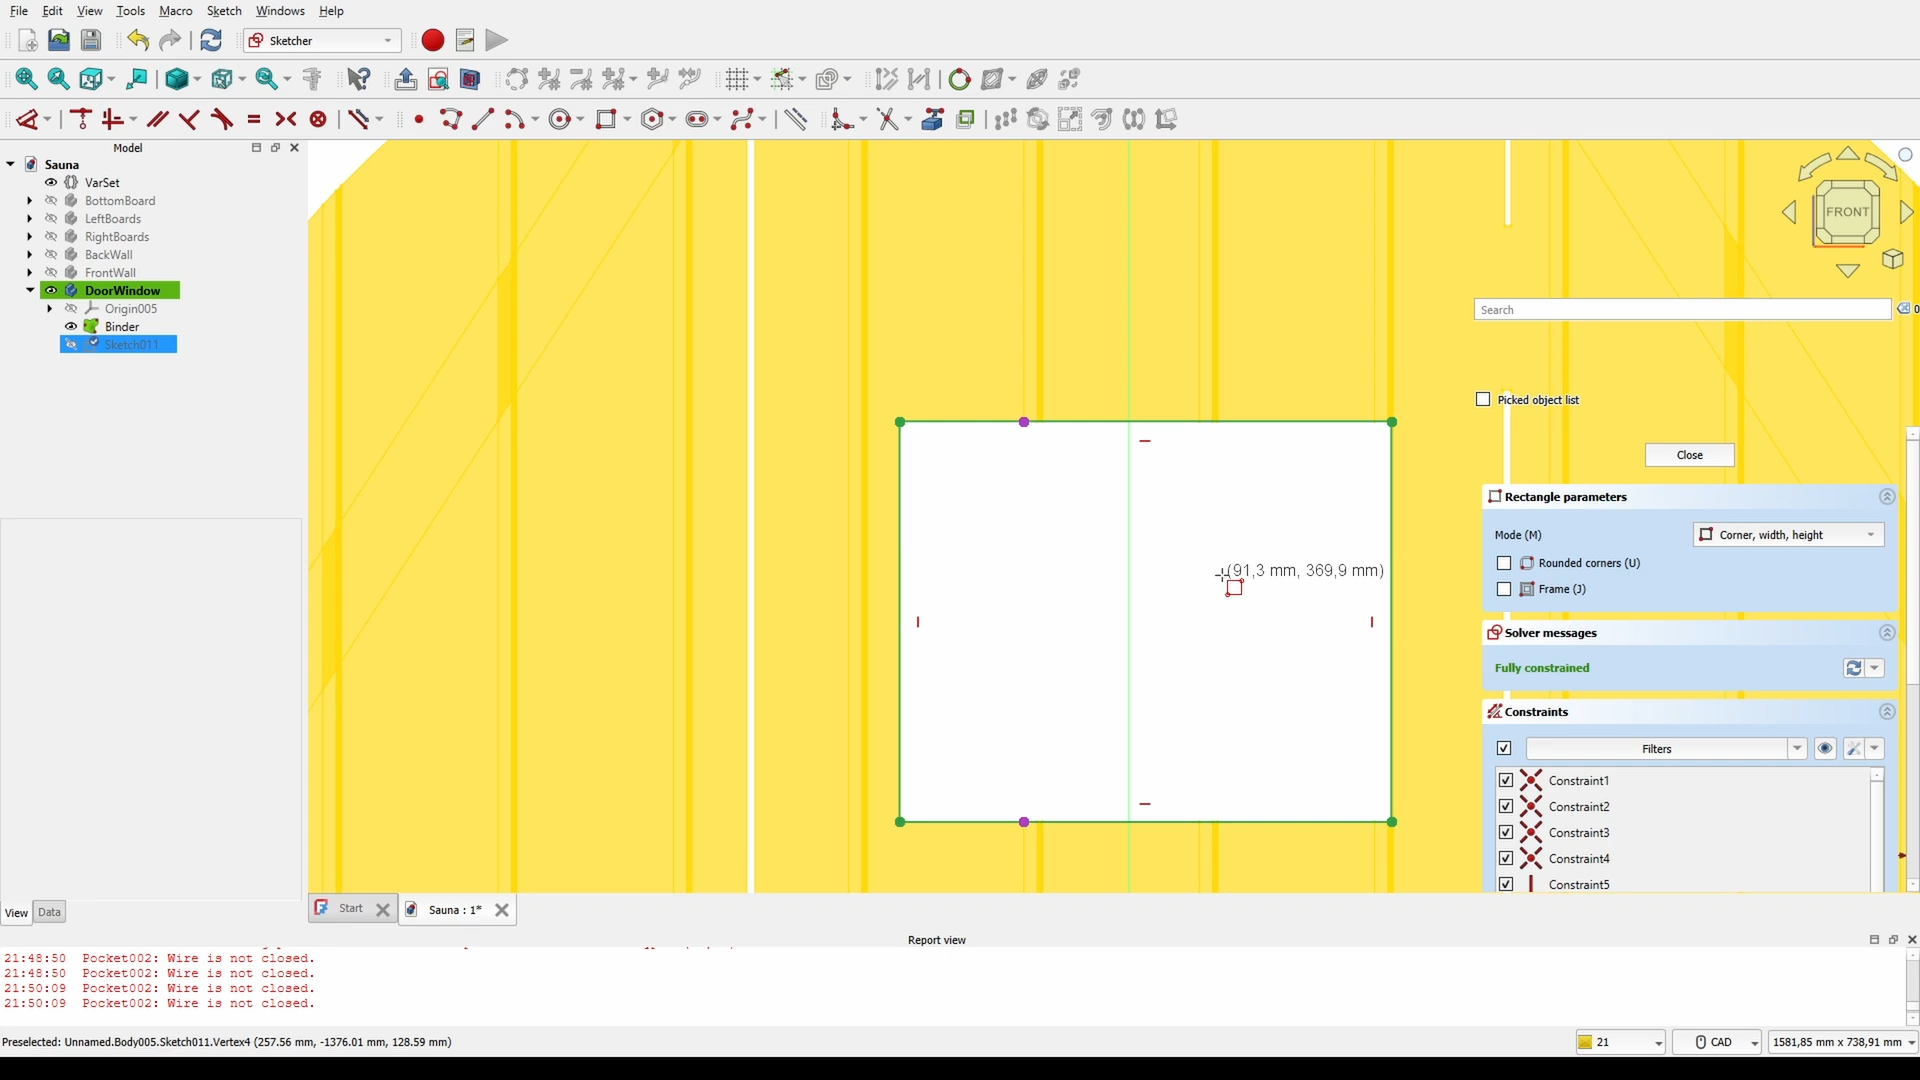 File Edit View Tools Macro Sketch Windows Help
Sketcher
Model
Sauna
VarSet
BottomBoard
LeftBoards
RightBoards
BackWall
FrontWall
DoorWindow
Origin005
Binder
Sketch011
FRONT
Search
0
Picked object list
Close
Rectangle parameters
Mode (M)
Corner, width, height
Rounded corners (U)
Frame (J)
Solver messages
Fully constrained
Constraints
Filters
Constraint1
Constraint2
Constraint3
Constraint4
Constraint5
(91,3 mm, 369,9 mm)
View Data
Start
Sauna : 1*
Report view
21:48:50 Pocket002: Wire is not closed.
21:48:50 Pocket002: Wire is not closed.
21:50:09 Pocket002: Wire is not closed.
21:50:09 Pocket002: Wire is not closed.
Preselected: Unnamed.Body005.Sketch011.Vertex4 (257.56 mm, -1376.01 mm, 128.59 mm)
21
CAD
1581,85 mm x 738,91 mm